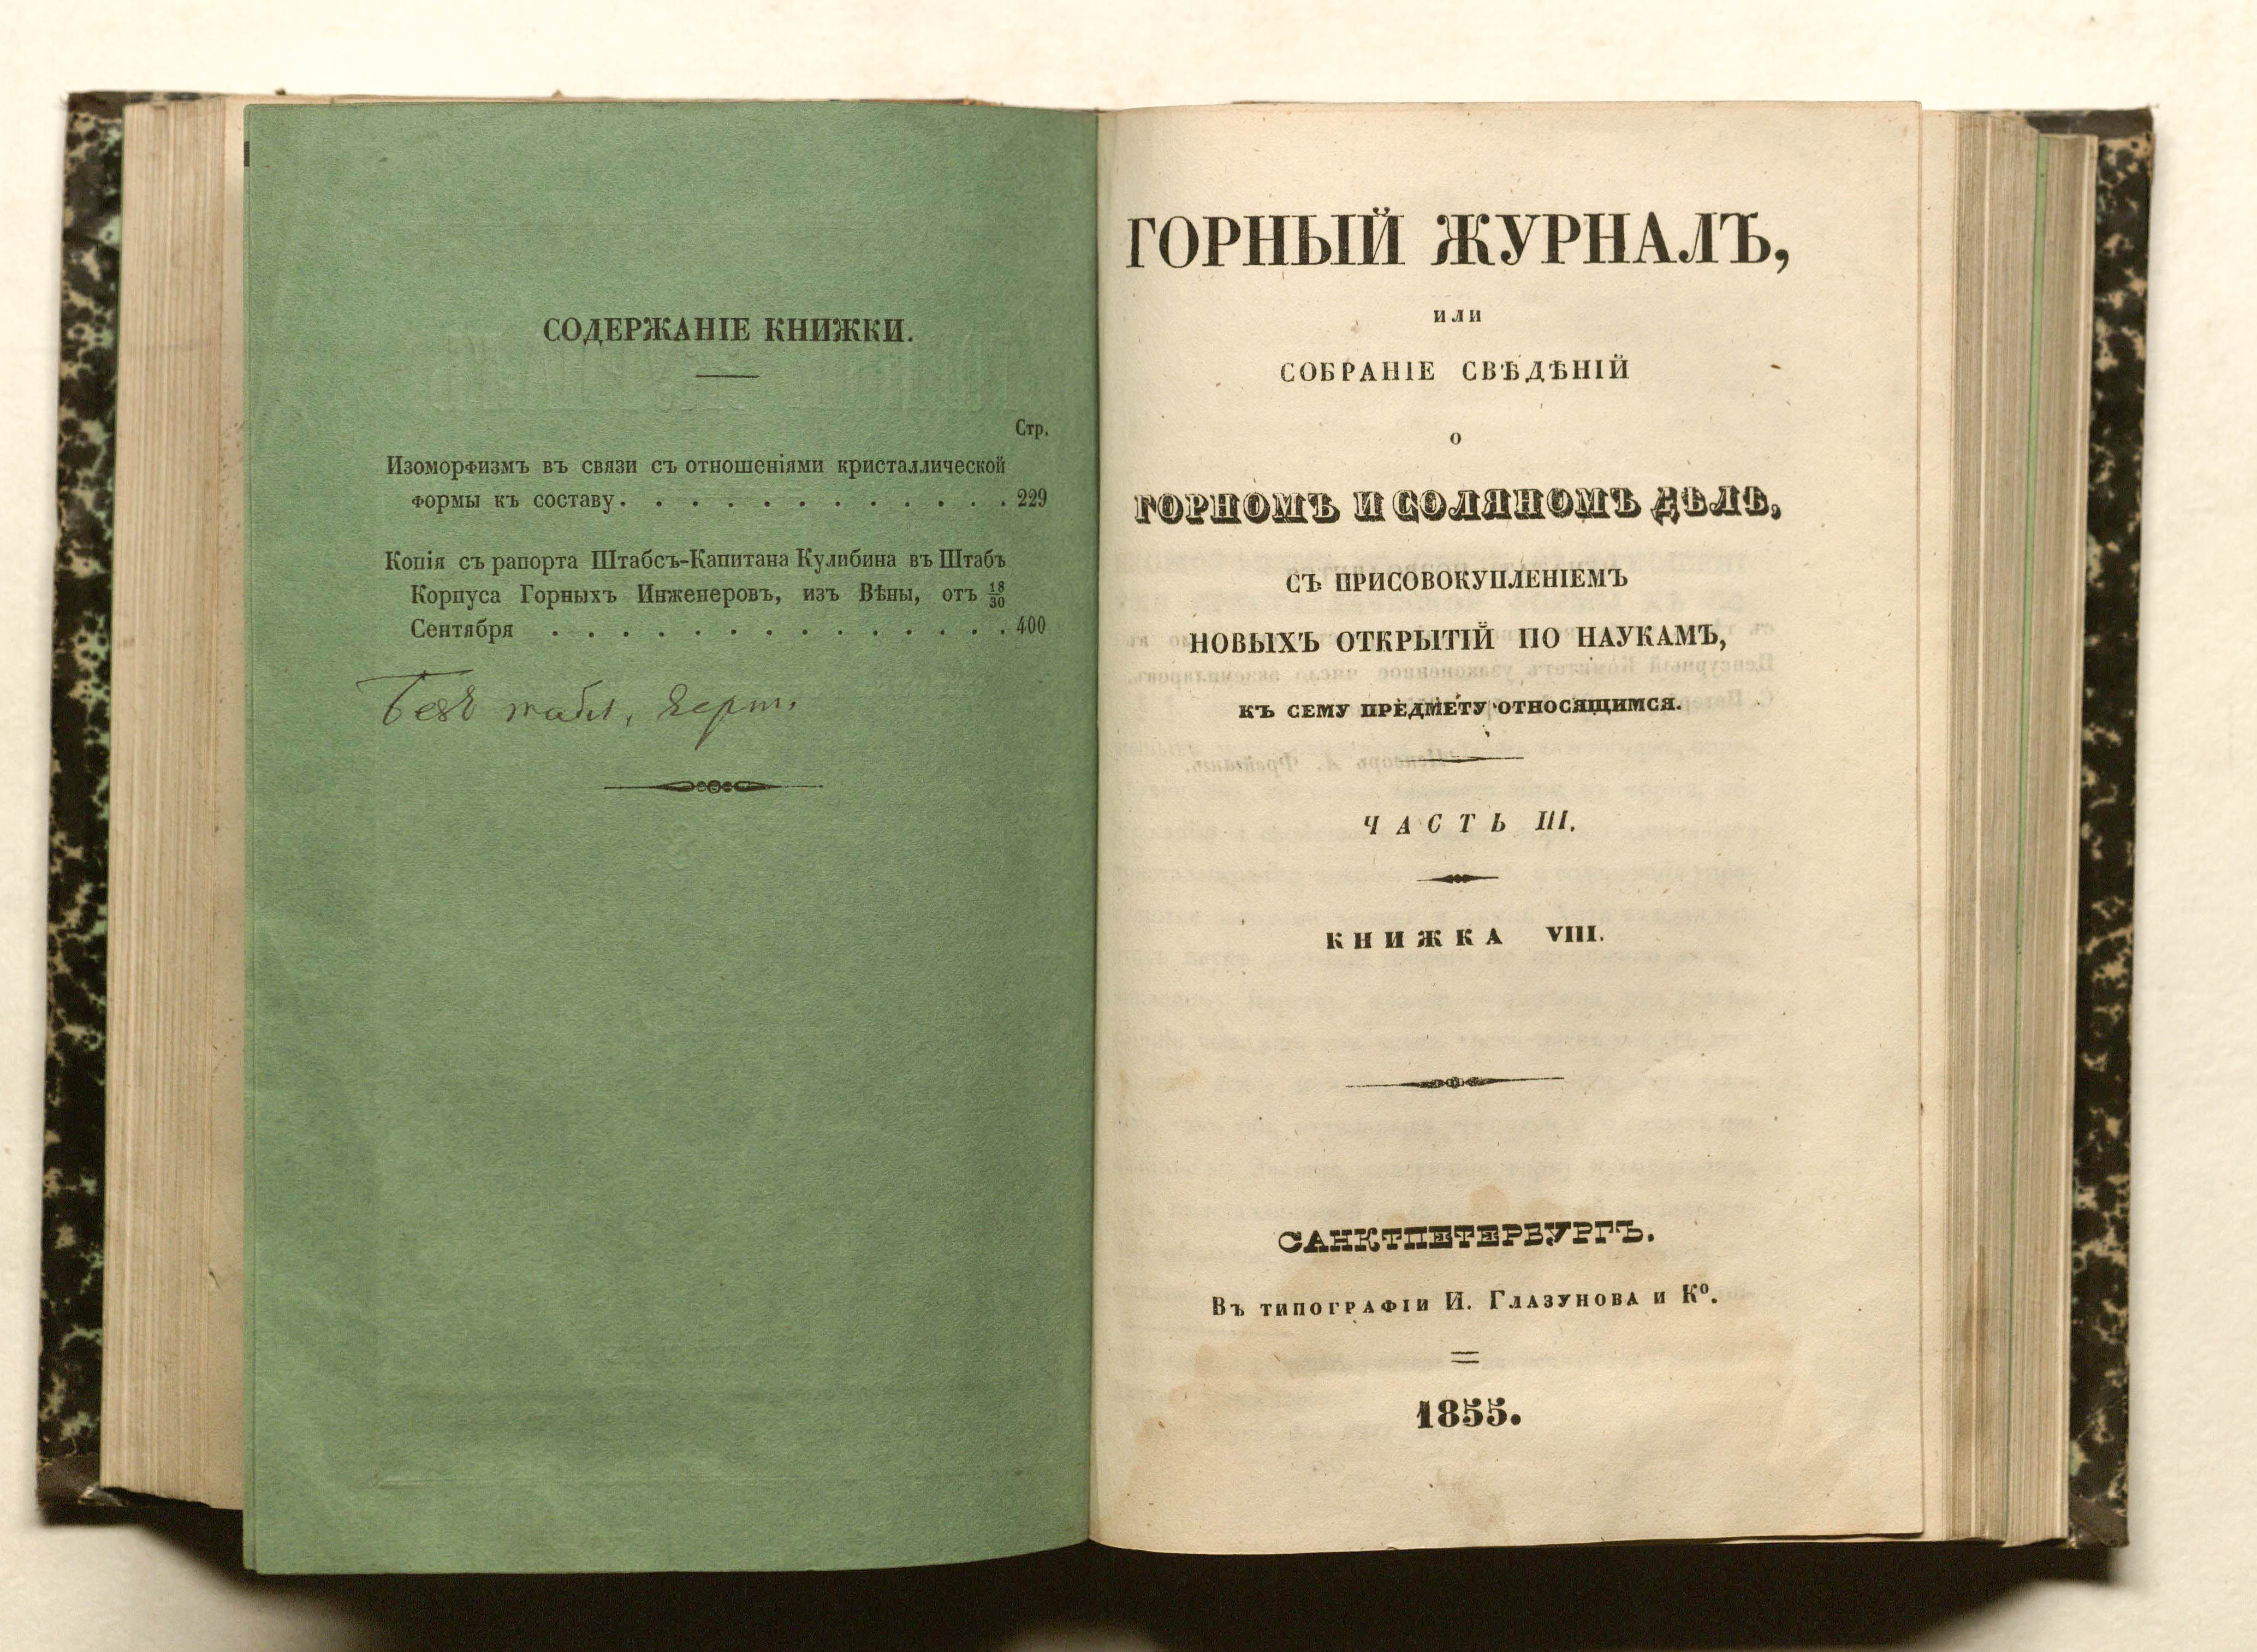 СОДЕРЖАНІЕ КНИЖКИ.
Стр.
Изоморфизмъ въ связи съ отношеніями кристаллической
формы къ составу. . . . . . . . . . . . 229
Копія съ рапорта Штабсъ-Капитана Кулибина въ Штабъ
Корпуса Горныхъ Инженеровъ, изъ Вѣны, отъ 18/30
Сентября . . . . . . . . . . . . . . 400
Безъ табл, черт.
ГОРНЫЙ ЖУРНАЛЪ,
или
СОБРАНІЕ СВѢДѢНІЙ
о
ГОРНОМЪ И СОЛЯНОМЪ ДѢЛѢ,
СЪ ПРИСОВОКУПЛЕНІЕМЪ
НОВЫХЪ ОТКРЫТІЙ ПО НАУКАМЪ,
КЪ СЕМУ ПРЕДМЕТУ ОТНОСЯЩИМСЯ.
ЧАСТЬ III.
КНИЖКА VIII.
САНКТПЕТЕРБУРГЪ.
Въ типографіи И. Глазунова и Ко.
1855.